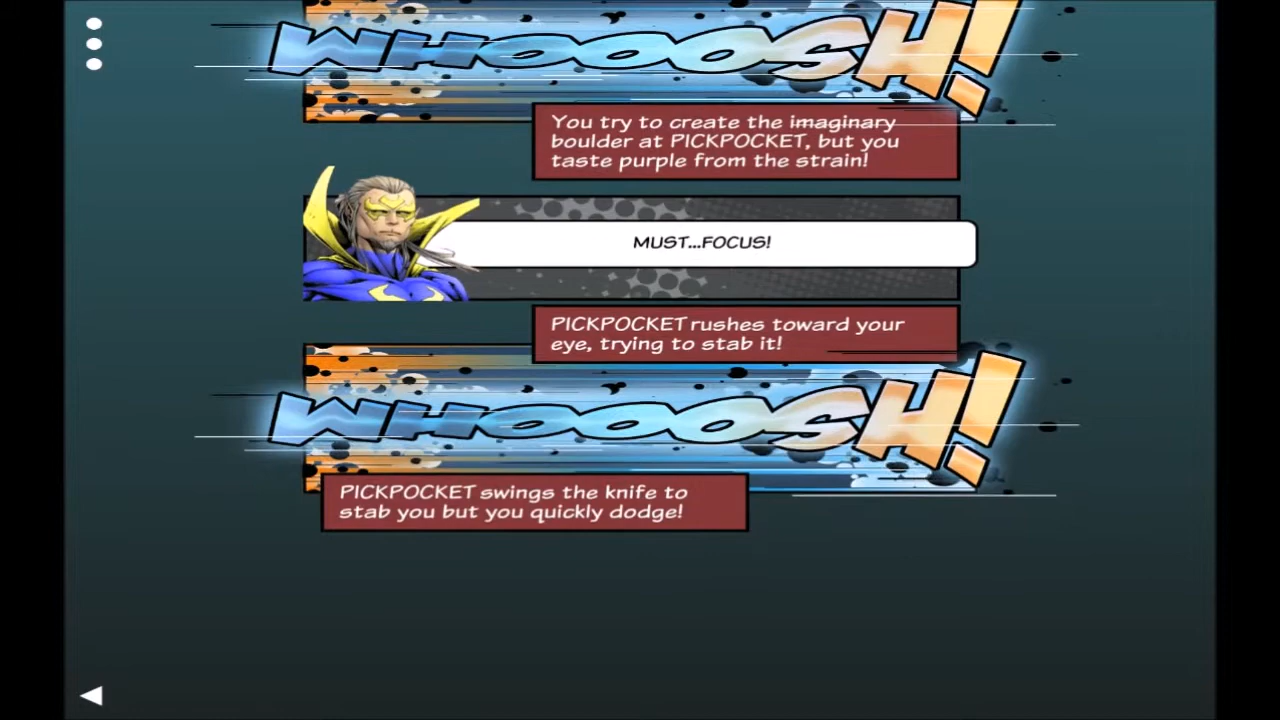 WHOOOSH!
You try to create the imaginary
boulder at PICKPOCKET, but you
taste purple from the strain!
MUST...FOCUS!
PICKPOCKET rushes toward your
eye, trying to stab it!
WHOOOSH!
PICKPOCKET swings the knife to
stab you but you quickly dodge!